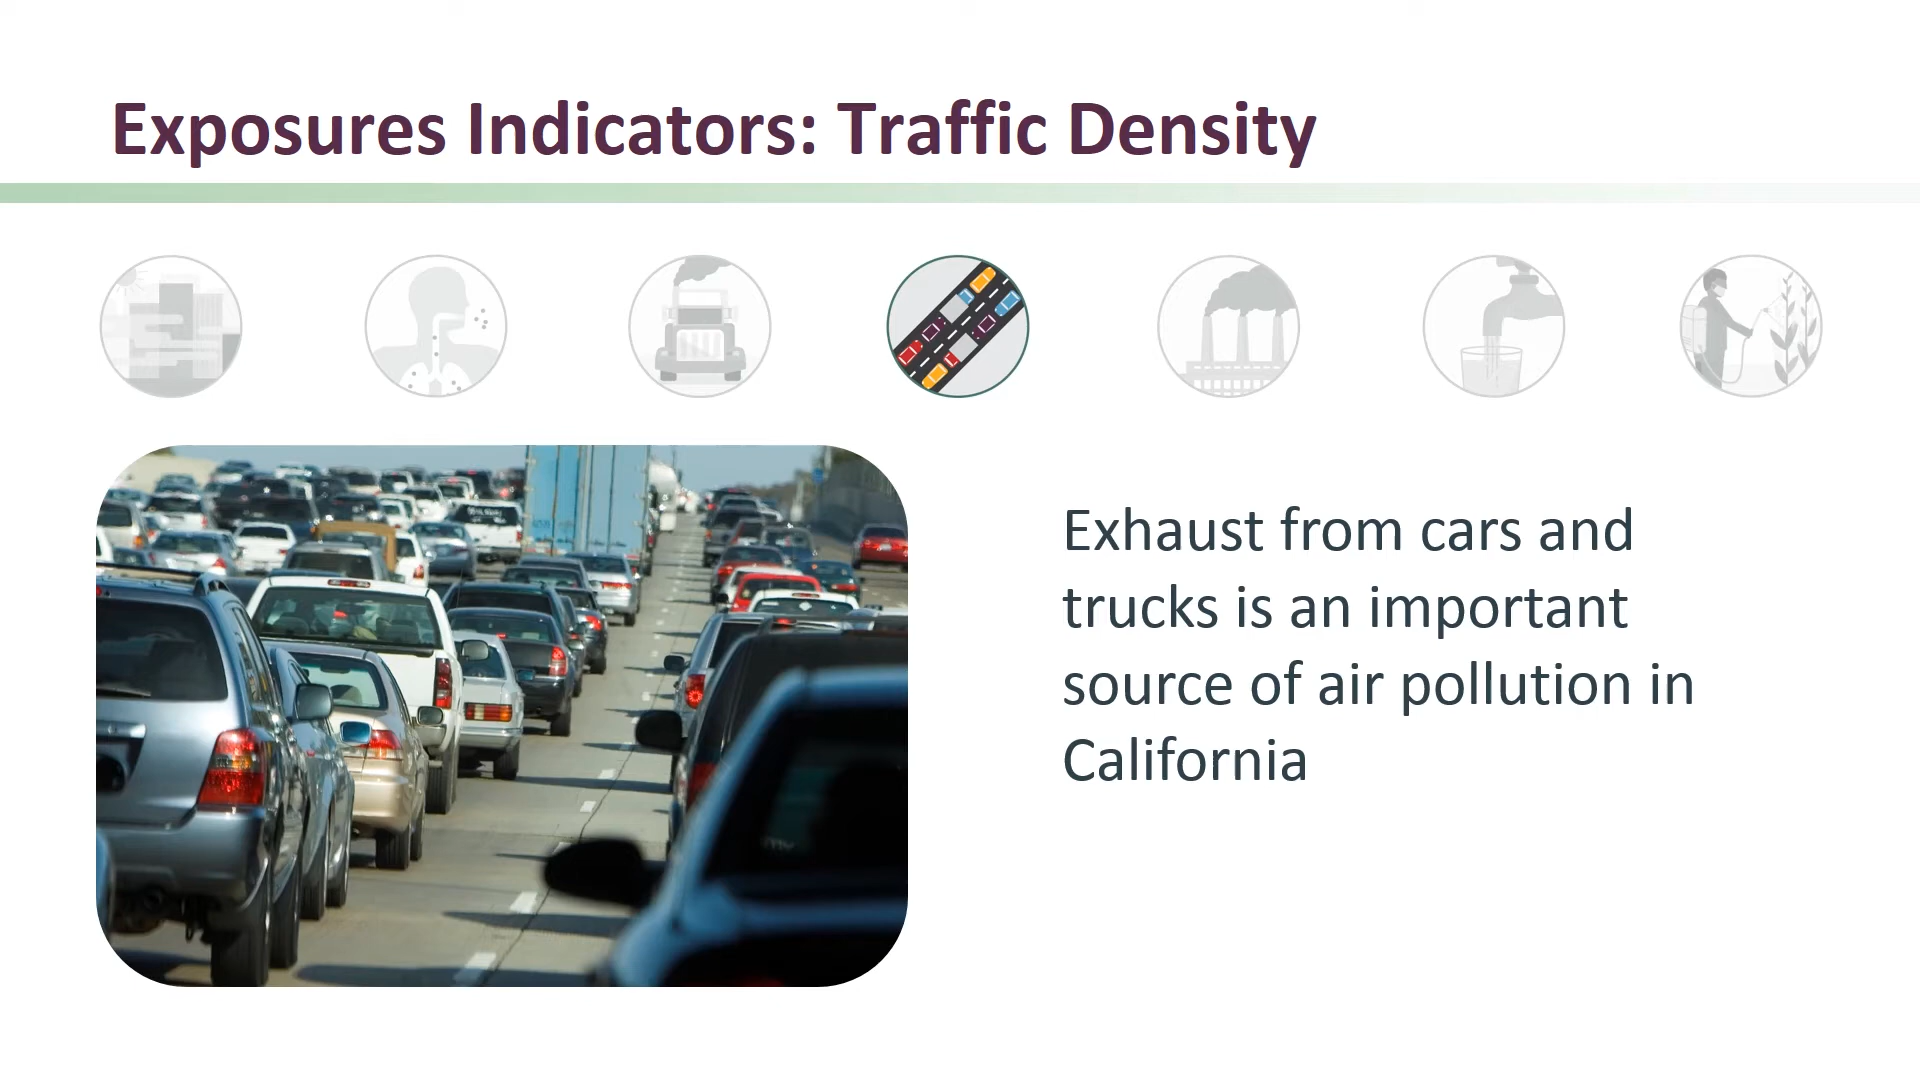 Exposures Indicators: Traffic Density
Exhaust from cars and
trucks is an important
source of air pollution in
California